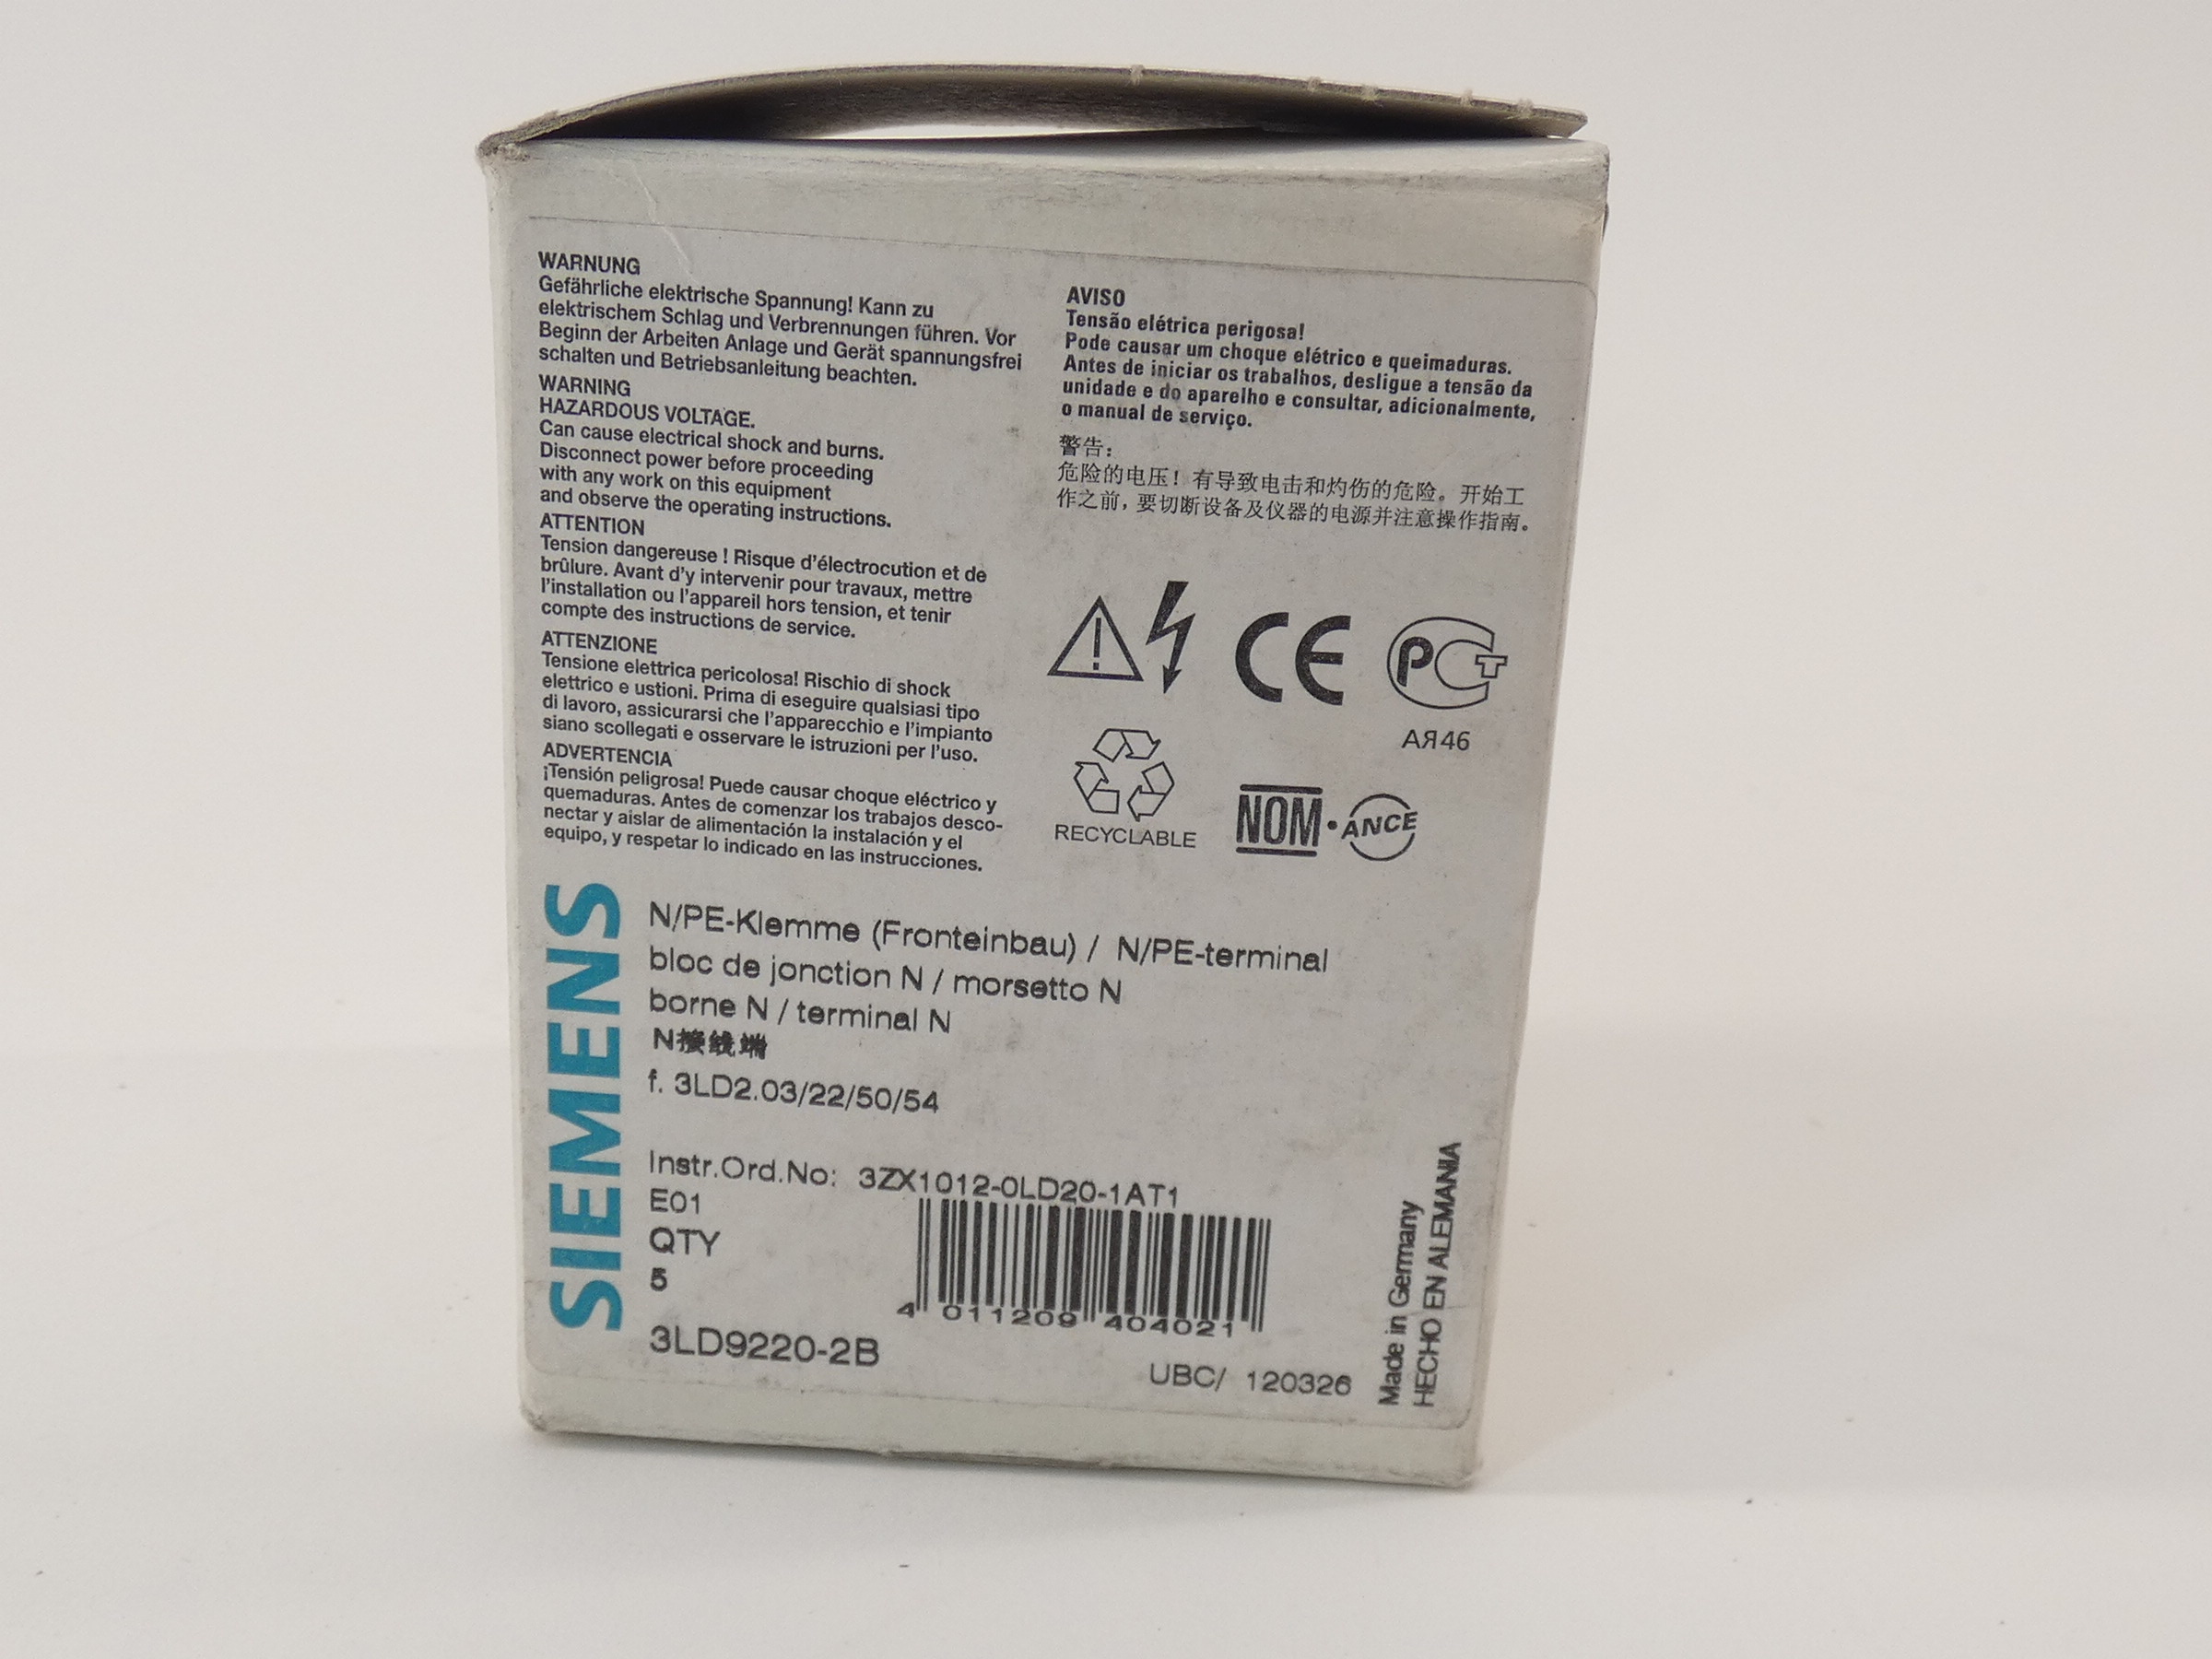 WARNUNG
Gefährliche elektrische Spannung! Kann zu
elektrischem Schlag und Verbrennungen führen. Vor
Beginn der Arbeiten Anlage und Gerät spannungsfrei
schalten und Betriebsanleitung beachten.
WARNING
HAZARDOUS VOLTAGE.
Can cause electrical shock and burns.
Disconnect power before proceeding
with any work on this equipment
and observe the operating instructions.
ATTENTION
Tension dangereuse ! Risque d'électrocution et de
brûlure. Avant d'y intervenir pour travaux, mettre
l'installation ou l'appareil hors tension, et tenir
compte des instructions de service.
ATTENZIONE
Tensione elettrica pericolosa! Rischio di shock
elettrico e ustioni. Prima di eseguire qualsiasi tipo
di lavoro, assicurarsi che l'apparecchio e l'impianto
siano scollegati e osservare le istruzioni per l'uso.
ADVERTENCIA
¡Tensión peligrosa! Puede causar choque eléctrico y
quemaduras. Antes de comenzar los trabajos desco-
nectar y aislar de alimentación la instalación y el
equipo, y respetar lo indicado en las instrucciones.
AVISO
Tensão elétrica perigosa!
Pode causar um choque elétrico e queimaduras.
Antes de iniciar os trabalhos, desligue a tensão da
unidade e do aparelho e consultar, adicionalmente,
o manual de serviço.
警告:
危险的电压! 有导致电击和灼伤的危险。开始工
作之前, 要切断设备及仪器的电源并注意操作指南。
CE
РСТ
АЯ46
RECYCLABLE
NOM·ANCE
SIEMENS
N/PE-Klemme (Fronteinbau) / N/PE-terminal
bloc de jonction N / morsetto N
borne N / terminal N
N接线端
f. 3LD2.03/22/50/54
Instr.Ord.No: 3ZX1012-0LD20-1AT1
E01
QTY
5
4 011209 404021
3LD9220-2B
UBC/ 120326
Made in Germany
HECHO EN ALEMANIA